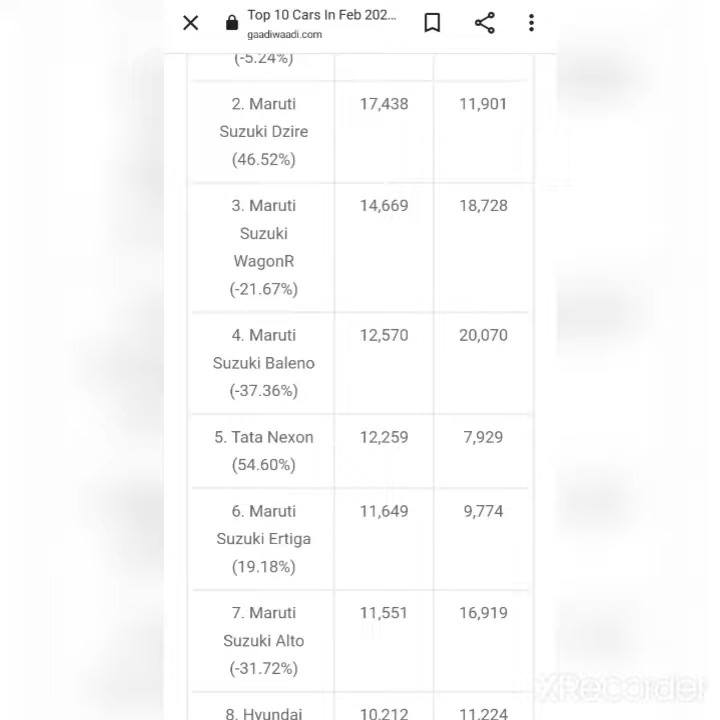 Top 10 Cars In Feb 202...
gaadiwaadi.com
(-5.24%)
2. Maruti 17,438 11,901
Suzuki Dzire
(46.52%)
3. Maruti 14,669 18,728
Suzuki
WagonR
(-21.67%)
4. Maruti 12,570 20,070
Suzuki Baleno
(-37.36%)
5. Tata Nexon 12,259 7,929
(54.60%)
6. Maruti 11,649 9,774
Suzuki Ertiga
(19.18%)
7. Maruti 11,551 16,919
Suzuki Alto
(-31.72%)
8. Hyundai 10,212 11,224
XRecorder